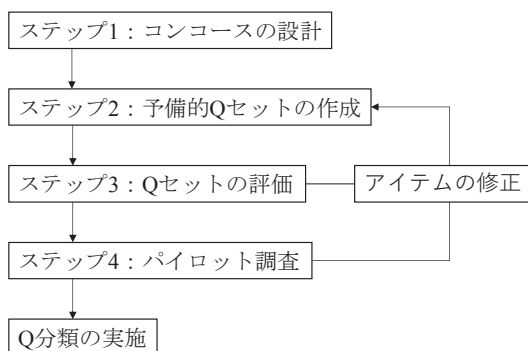 ステップ1：コンコースの設計
ステップ2：予備的Qセットの作成
ステップ3：Qセットの評価
アイテムの修正
ステップ4：パイロット調査
Q分類の実施